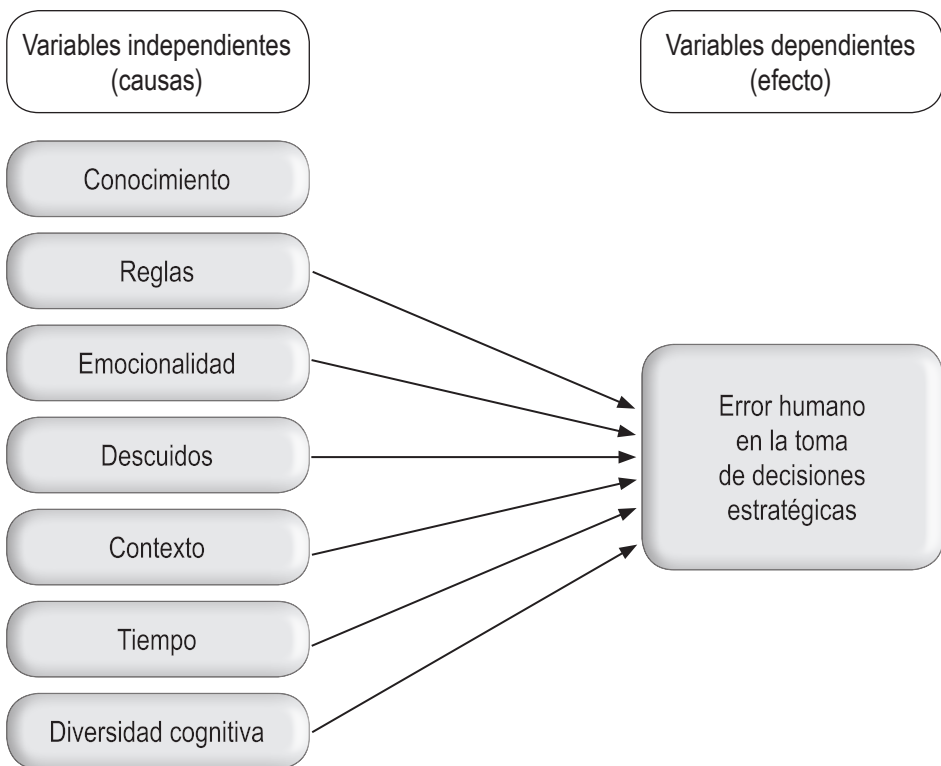 Variables independientes
(causas)
Variables dependientes
(efecto)
Conocimiento
Reglas
Emocionalidad
Descuidos
Contexto
Tiempo
Diversidad cognitiva
Error humano
en la toma
de decisiones
estratégicas